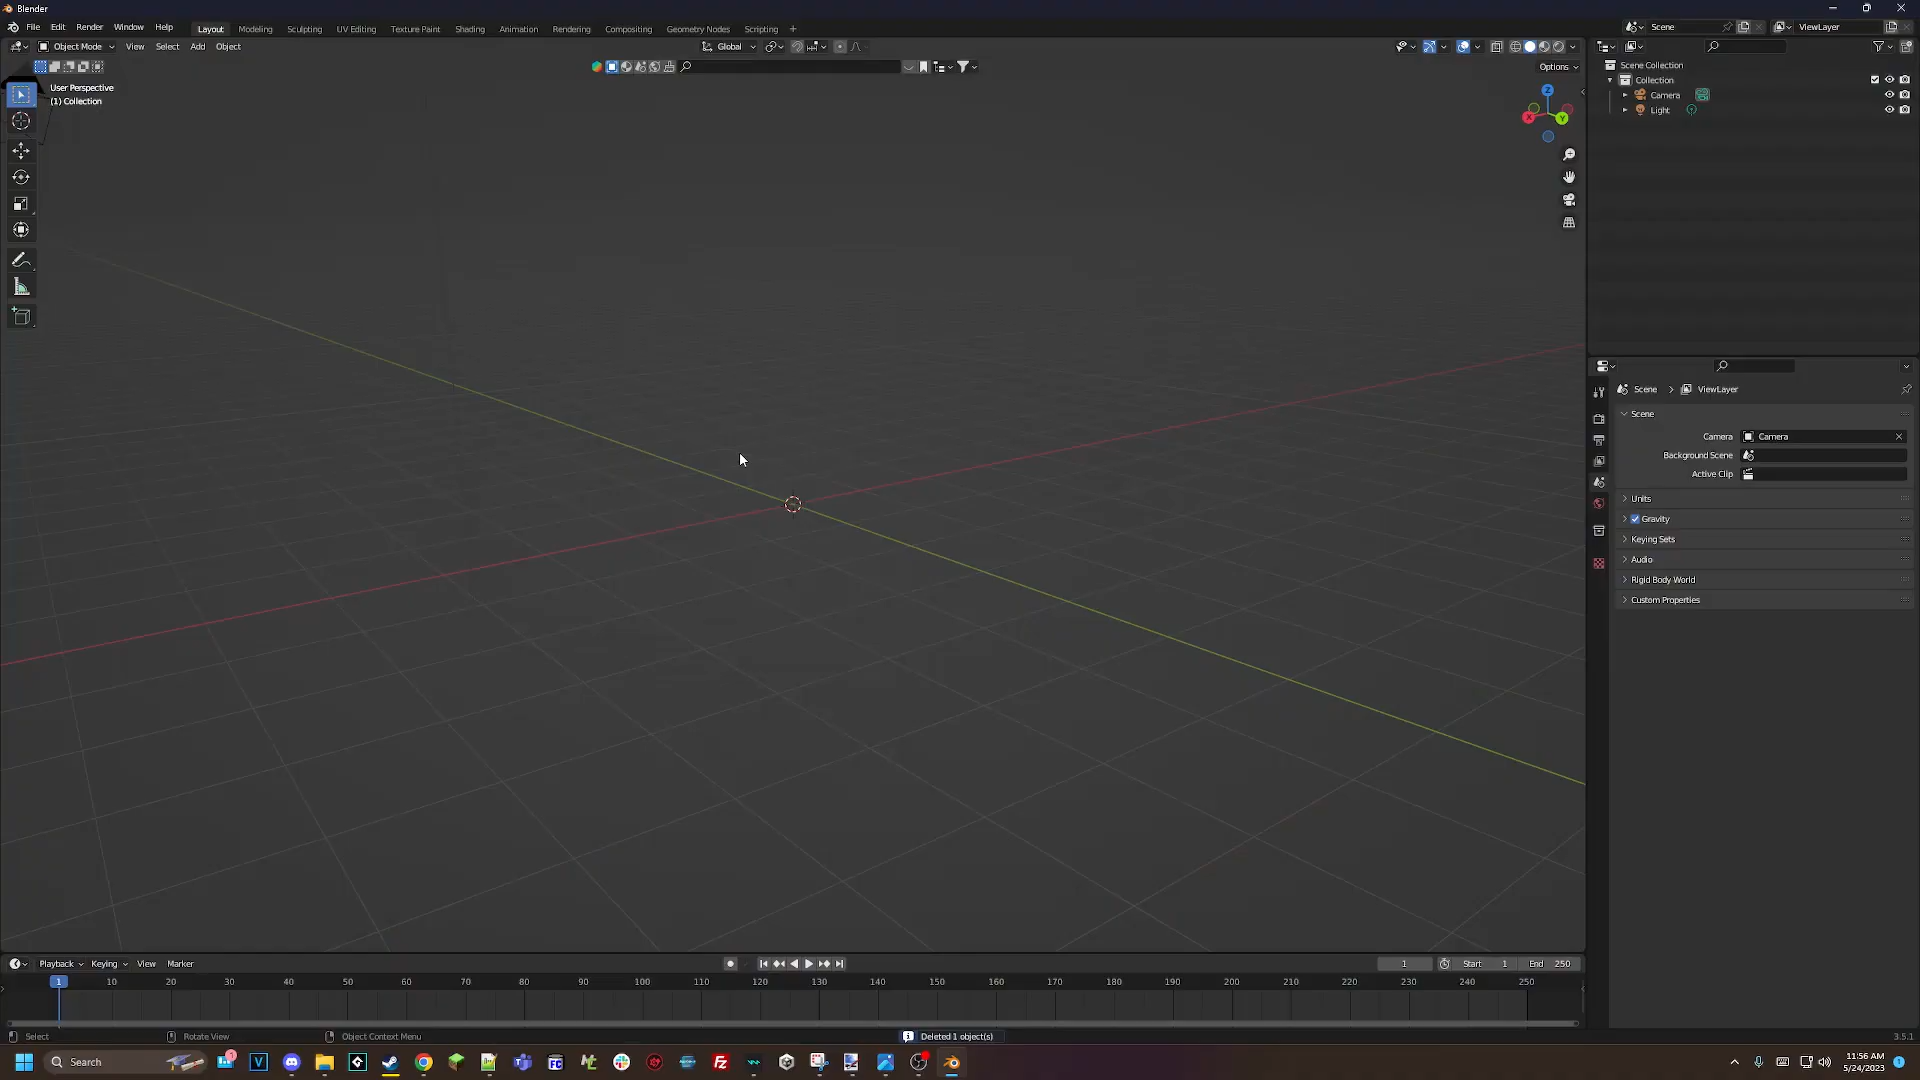 Blender
File Edit Render Window Help Layout Modeling Sculpting UV Editing Texture Paint Shading Animation Rendering Compositing Geometry Nodes Scripting + Scene ViewLayer
Object Mode View Select Add Object Global
Options
User Perspective
(1) Collection
Z
X
Y
Scene Collection
Collection
Camera
Light
Scene > ViewLayer
Scene
Camera Camera
Background Scene
Active Clip
Units
Gravity
Keying Sets
Audio
Rigid Body World
Custom Properties
Playback Keying View Marker 1 Start 1 End 250
1 10 20 30 40 50 60 70 80 90 100 110 120 130 140 150 160 170 180 190 200 210 220 230 240 250
Select Rotate View Object Context Menu Deleted 1 object(s) 3.5.1
Search 11:56 AM
5/24/2023